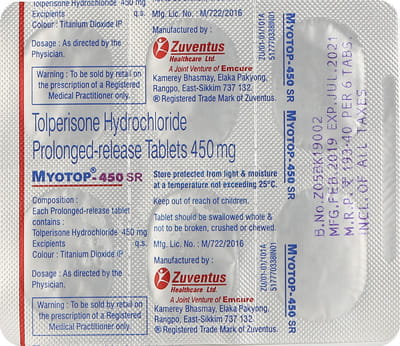 Tolperisone Hydrochloride 450 mg
Excipients q.s.
Colour : Titanium Dioxide IP
Dosage : As directed by the
Physician.
Warning : To be sold by retail on
the prescription of a Registered
Medical Practitioner only.
Mfg. Lic. No. : M/722/2016
Manufactured by :
Zuventus
Healthcare Ltd.
A Joint Venture of Emcure
Kamerey Bhasmay, Elaka Pakyong,
Rangpo, East-Sikkim 737 132.
® Registered Trade Mark of Zuventus.
Tolperisone Hydrochloride
Prolonged-release Tablets 450 mg
MYOTOP®-450 SR
Composition :
Each Prolonged-release tablet
contains :
Tolperisone Hydrochloride 450 mg
Excipients q.s.
Colour : Titanium Dioxide IP
Dosage : As directed by the
Physician.
Warning : To be sold by retail on
the prescription of a Registered
Medical Practitioner only.
Store protected from light & moisture
at a temperature not exceeding 25°C.
Keep out of reach of children.
Tablet should be swallowed whole &
not to be broken, crushed or chewed.
Mfg. Lic. No. : M/722/2016
Manufactured by :
Zuventus
Healthcare Ltd.
A Joint Venture of Emcure
Kamerey Bhasmay, Elaka Pakyong,
Rangpo, East-Sikkim 737 132.
® Registered Trade Mark of Zuventus.
MYOTOP®-450 SR
MYOTOP®-450 SR
MYOTOP®-450 SR
MFG.FEB.2019 EXP.JUL.2021
PER 6 TABS.
INCL. OF ALL TAXES